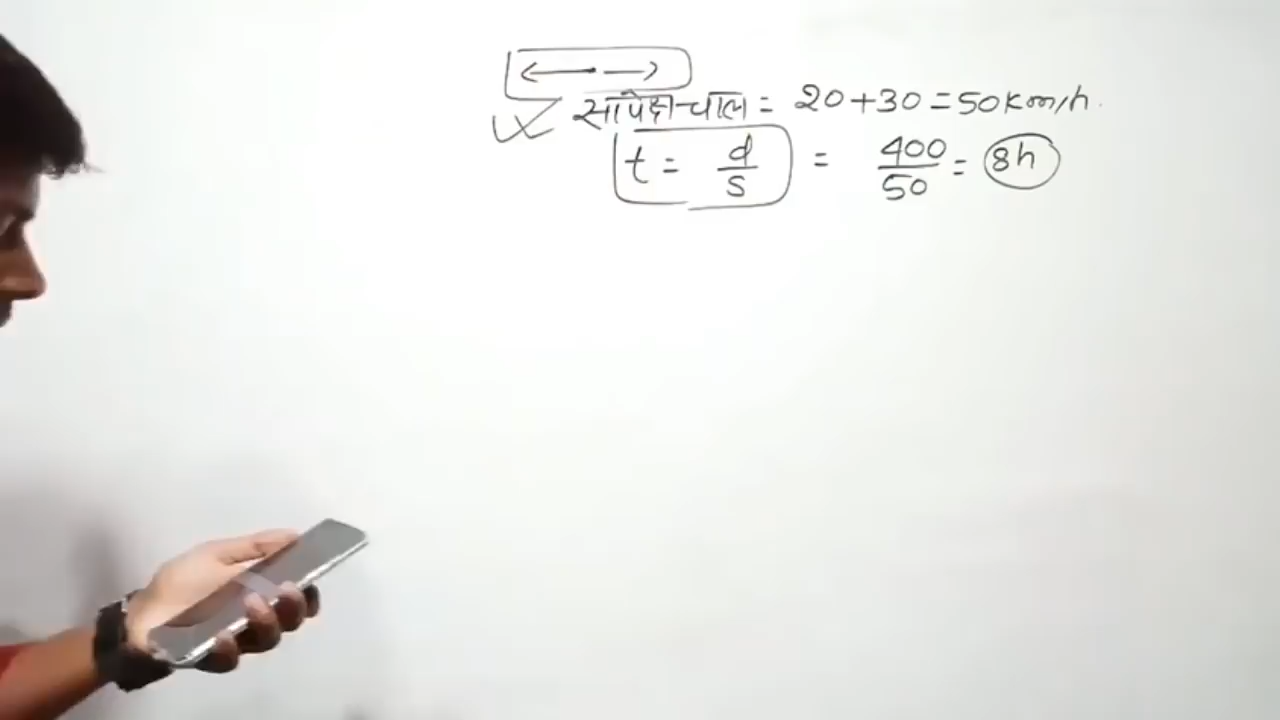 सापेक्ष चाल = 20+30=50km/h.
t = d/s = 400/50 = 8h